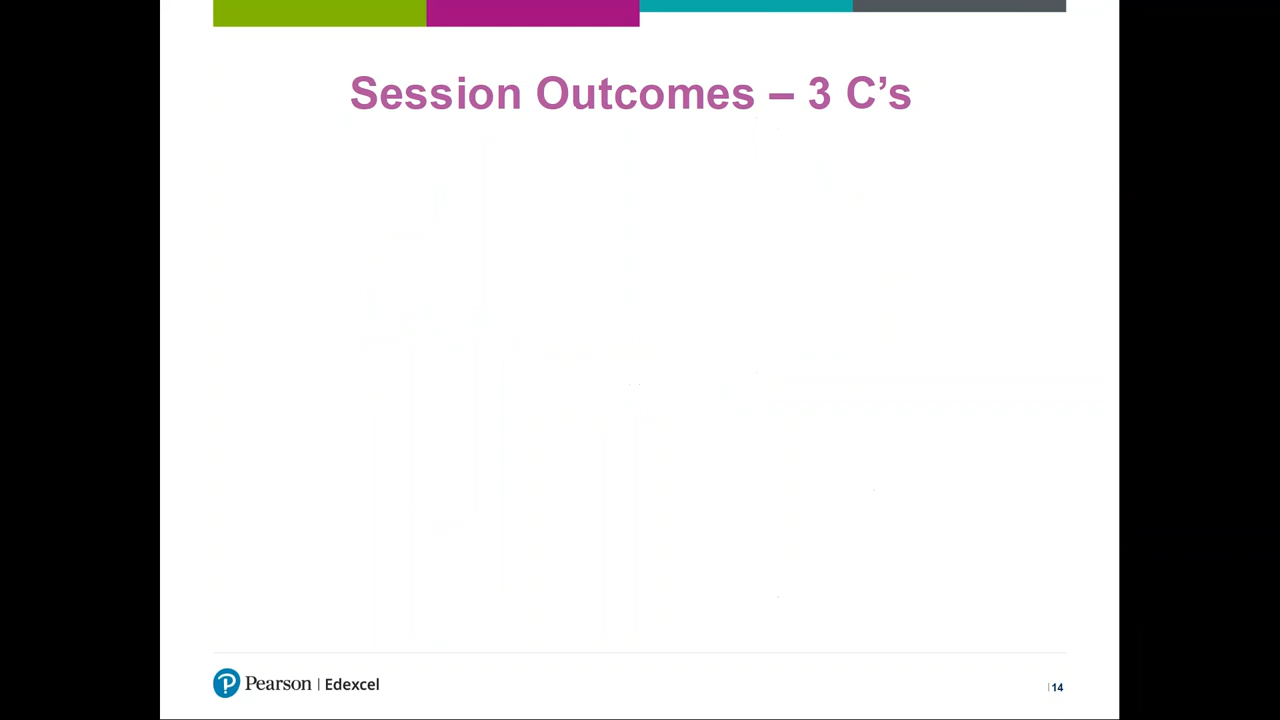 Session Outcomes – 3 C’s
Pearson | Edexcel
| 14